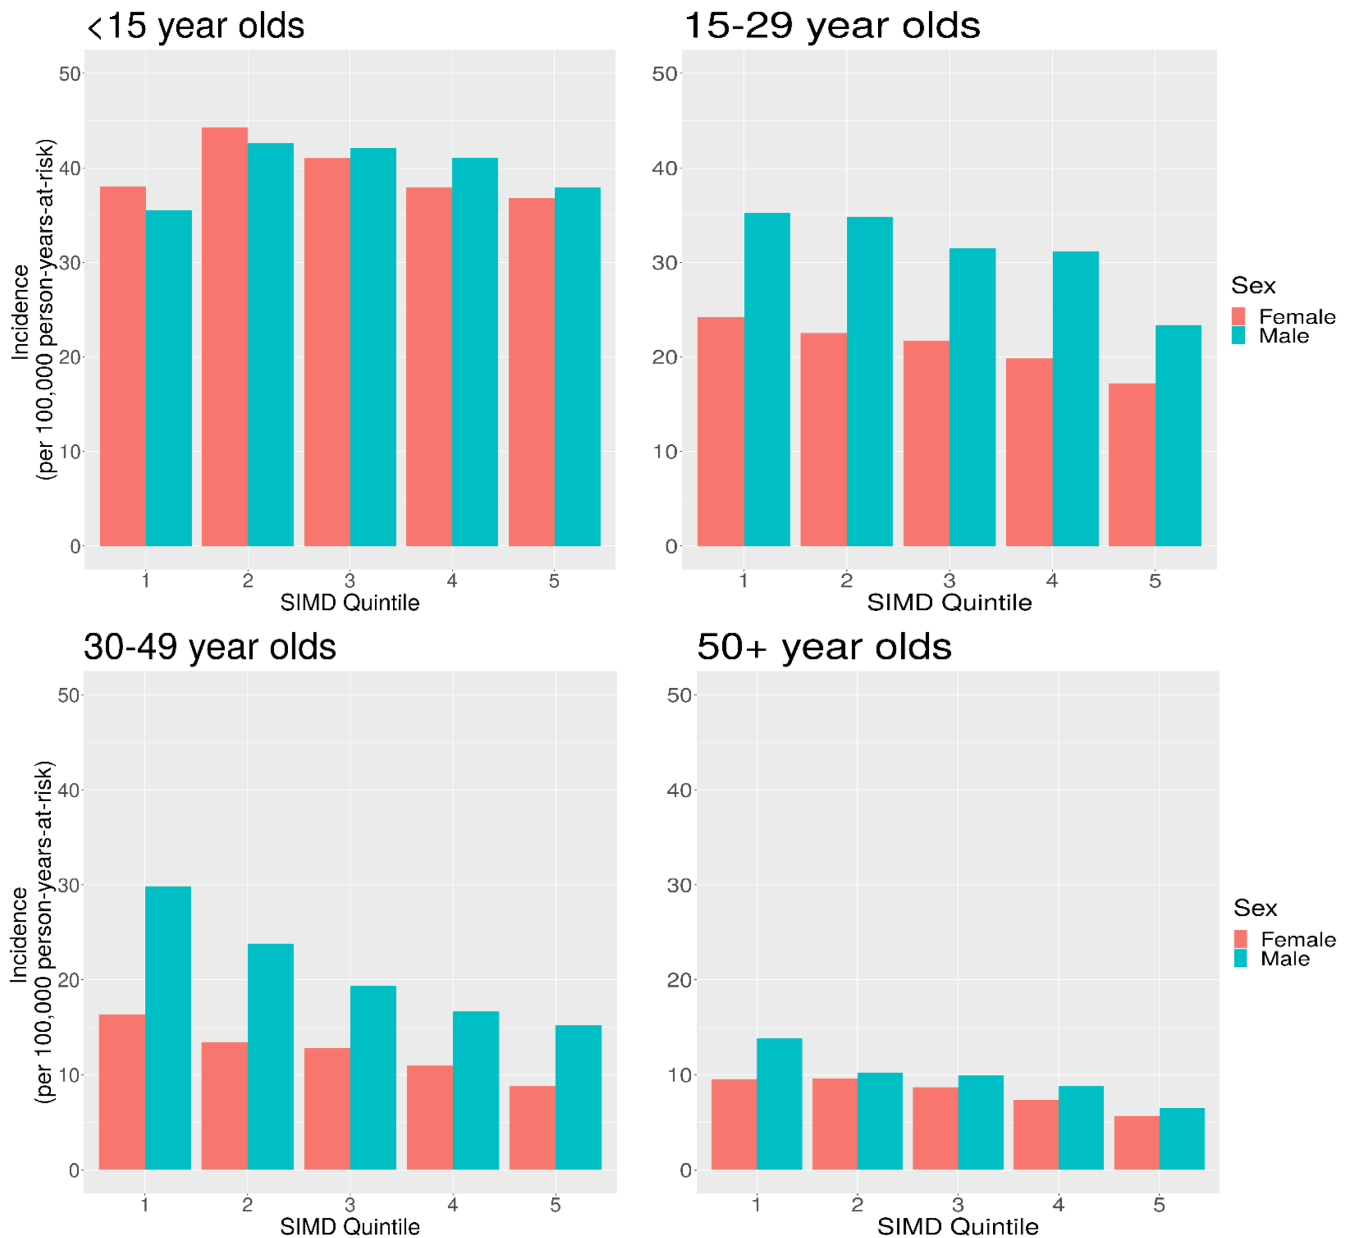 <15 year olds
50
40
30
20
10
0
Incidence
(per 100,000 person-years-at-risk)
1 2 3 4 5
SIMD Quintile
15-29 year olds
50
40
30
20
10
0
1 2 3 4 5
SIMD Quintile
Sex
Female
Male
30-49 year olds
50
40
30
20
10
0
Incidence
(per 100,000 person-years-at-risk)
1 2 3 4 5
SIMD Quintile
50+ year olds
50
40
30
20
10
0
1 2 3 4 5
SIMD Quintile
Sex
Female
Male